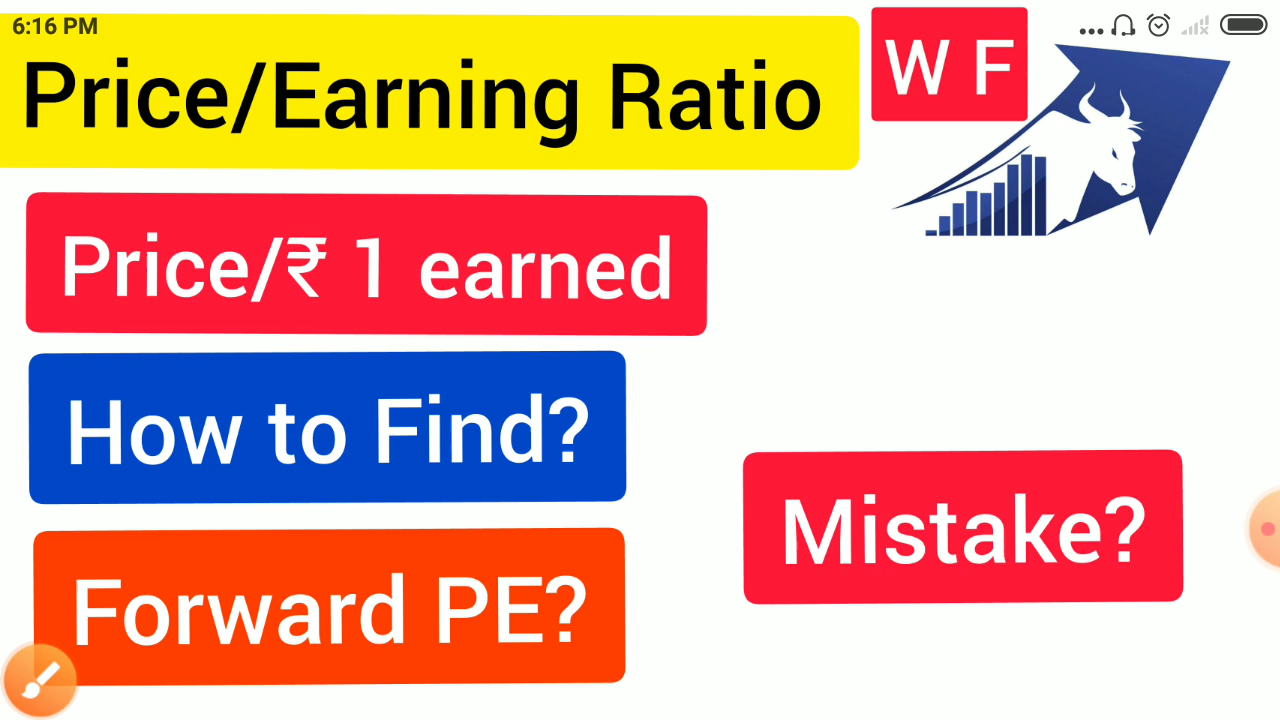 6:16 PM
Price/Earning Ratio
W F
Price/₹ 1 earned
How to Find?
Mistake?
Forward PE?